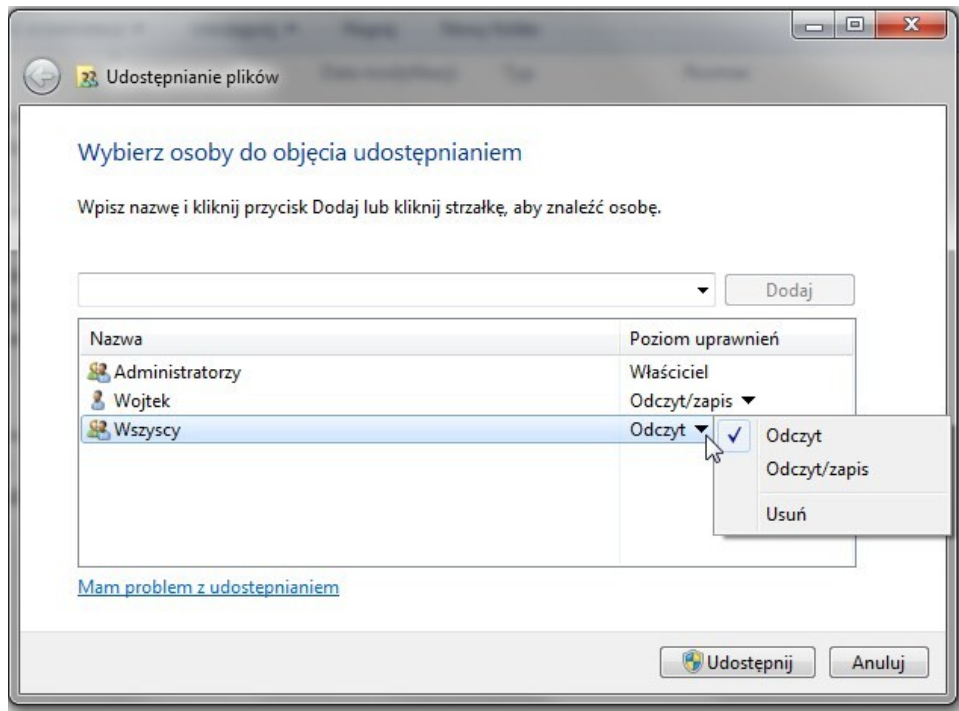 Udostępnianie plików
Wybierz osoby do objęcia udostępnianiem
Wpisz nazwę i kliknij przycisk Dodaj lub kliknij strzałkę, aby znaleźć osobę.
Dodaj
Nazwa Poziom uprawnień
Administratorzy Właściciel
Wojtek Odczyt/zapis
Wszyscy Odczyt
Odczyt
Odczyt/zapis
Usuń
Mam problem z udostepnianiem
Udostępnij Anuluj